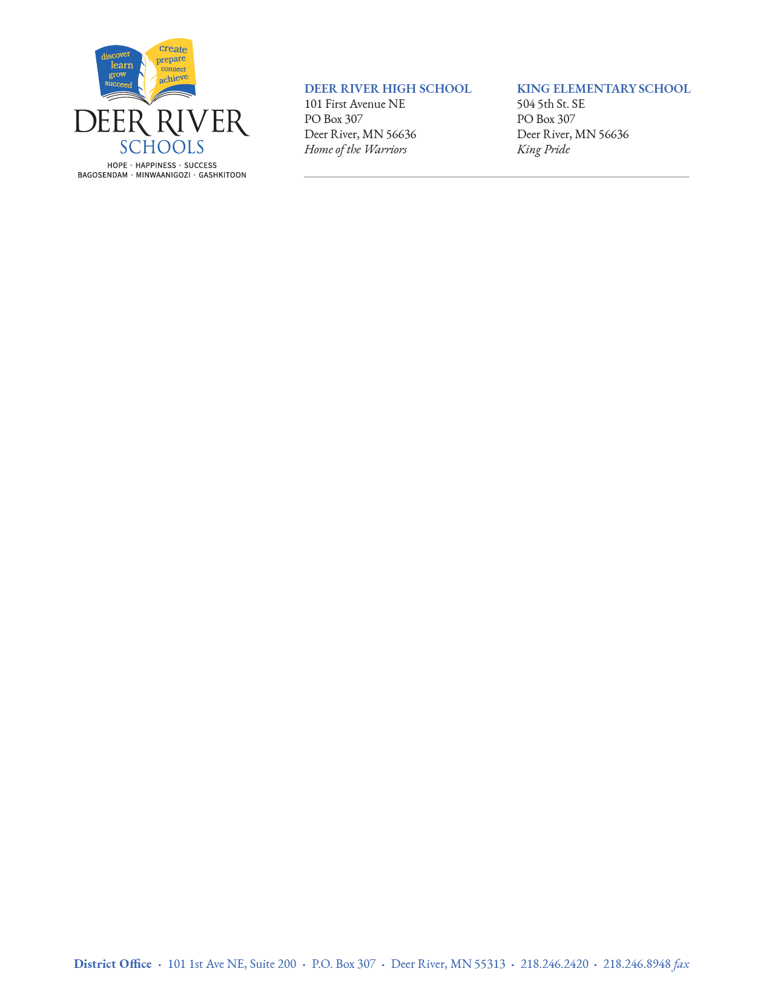 discover
learn
grow
succeed
create
prepare
connect
achieve
DEER RIVER
SCHOOLS
HOPE · HAPPINESS · SUCCESS
BAGOSENDAM · MINWAANIGOZI · GASHKITOON
DEER RIVER HIGH SCHOOL
101 First Avenue NE
PO Box 307
Deer River, MN 56636
Home of the Warriors
KING ELEMENTARY SCHOOL
504 5th St. SE
PO Box 307
Deer River, MN 56636
King Pride
District Office · 101 1st Ave NE, Suite 200 · P.O. Box 307 · Deer River, MN 55313 · 218.246.2420 · 218.246.8948 fax